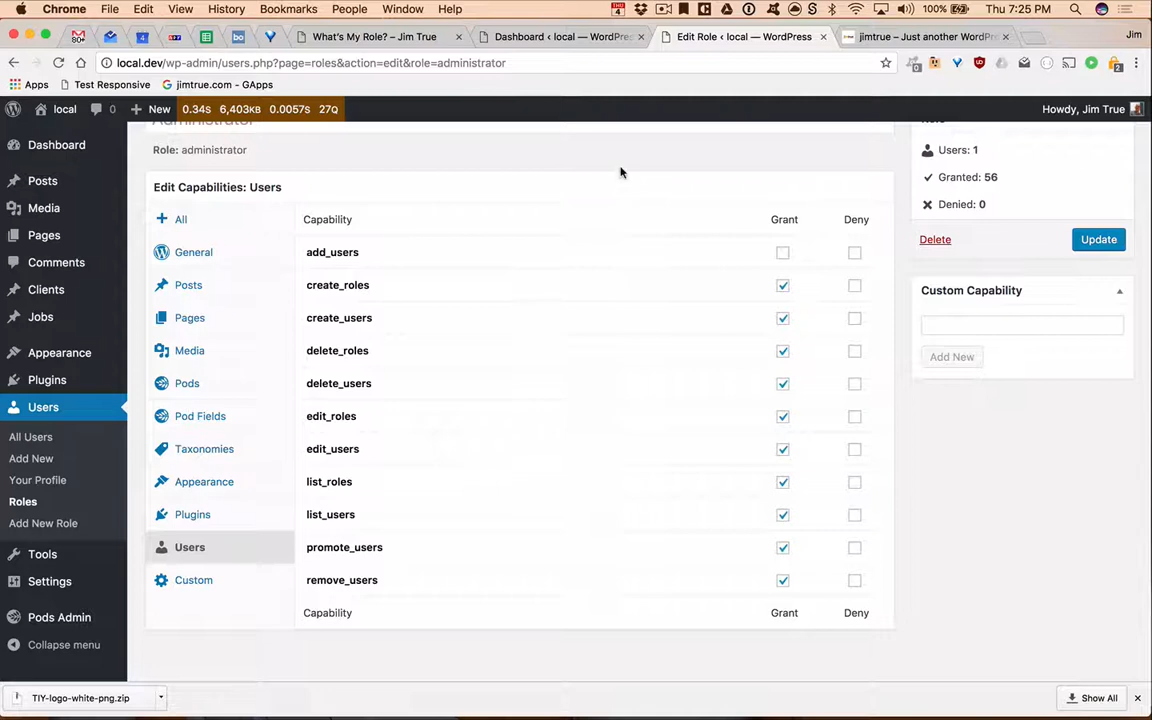 Chrome File Edit View History Bookmarks People Window Help 100% Thu 7:25 PM
What's My Role? – Jim True
Dashboard ‹ local — WordPres
Edit Role ‹ local — WordPress
jimtrue – Just another WordPr
Jim
local.dev/wp-admin/users.php?page=roles&action=edit&role=administrator
Apps Test Responsive jimtrue.com - GApps
local 0 New 0.34s 6,403KB 0.0057s 27Q Howdy, Jim True
Dashboard
Posts
Media
Pages
Comments
Clients
Jobs
Appearance
Plugins
Users
All Users
Add New
Your Profile
Roles
Add New Role
Tools
Settings
Pods Admin
Collapse menu
Administrator
Role: administrator
Edit Capabilities: Users
All
General
Posts
Pages
Media
Pods
Pod Fields
Taxonomies
Appearance
Plugins
Users
Custom
Capability Grant Deny
add_users
create_roles
create_users
delete_roles
delete_users
edit_roles
edit_users
list_roles
list_users
promote_users
remove_users
Capability Grant Deny
Role
Users: 1
Granted: 56
Denied: 0
Delete Update
Custom Capability
Add New
TIY-logo-white-png.zip Show All